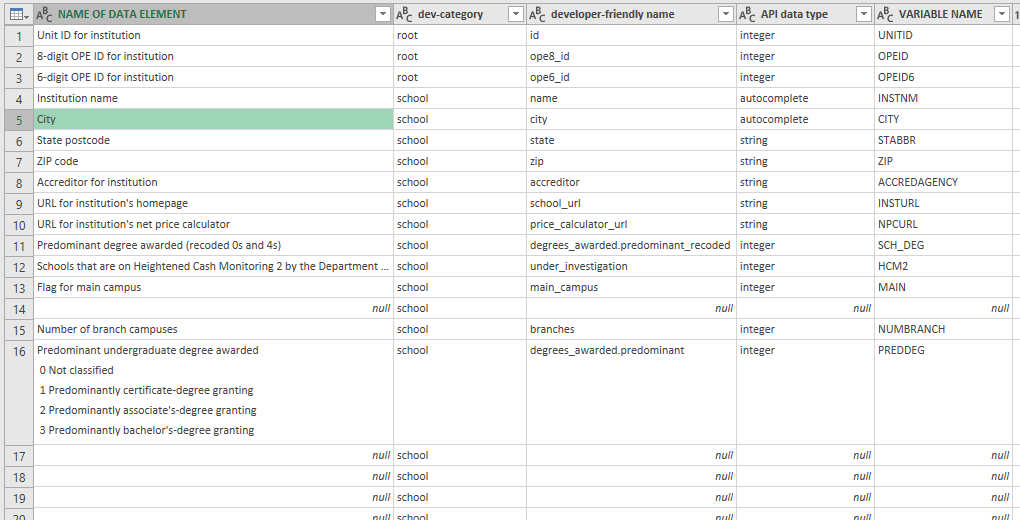 NAME OF DATA ELEMENT dev-category developer-friendly name API data type VARIABLE NAME
1 Unit ID for institution root id integer UNITID
2 8-digit OPE ID for institution root ope8_id integer OPEID
3 6-digit OPE ID for institution root ope6_id integer OPEID6
4 Institution name school name autocomplete INSTNM
5 City school city autocomplete CITY
6 State postcode school state string STABBR
7 ZIP code school zip string ZIP
8 Accreditor for institution school accreditor string ACCREDAGENCY
9 URL for institution's homepage school school_url string INSTURL
10 URL for institution's net price calculator school price_calculator_url string NPCURL
11 Predominant degree awarded (recoded 0s and 4s) school degrees_awarded.predominant_recoded integer SCH_DEG
12 Schools that are on Heightened Cash Monitoring 2 by the Department ... school under_investigation integer HCM2
13 Flag for main campus school main_campus integer MAIN
14 null school null null null
15 Number of branch campuses school branches integer NUMBRANCH
16 Predominant undergraduate degree awarded school degrees_awarded.predominant integer PREDDEG
0 Not classified
1 Predominantly certificate-degree granting
2 Predominantly associate's-degree granting
3 Predominantly bachelor's-degree granting
17 null school null null null
18 null school null null null
19 null school null null null
20 null school null null null